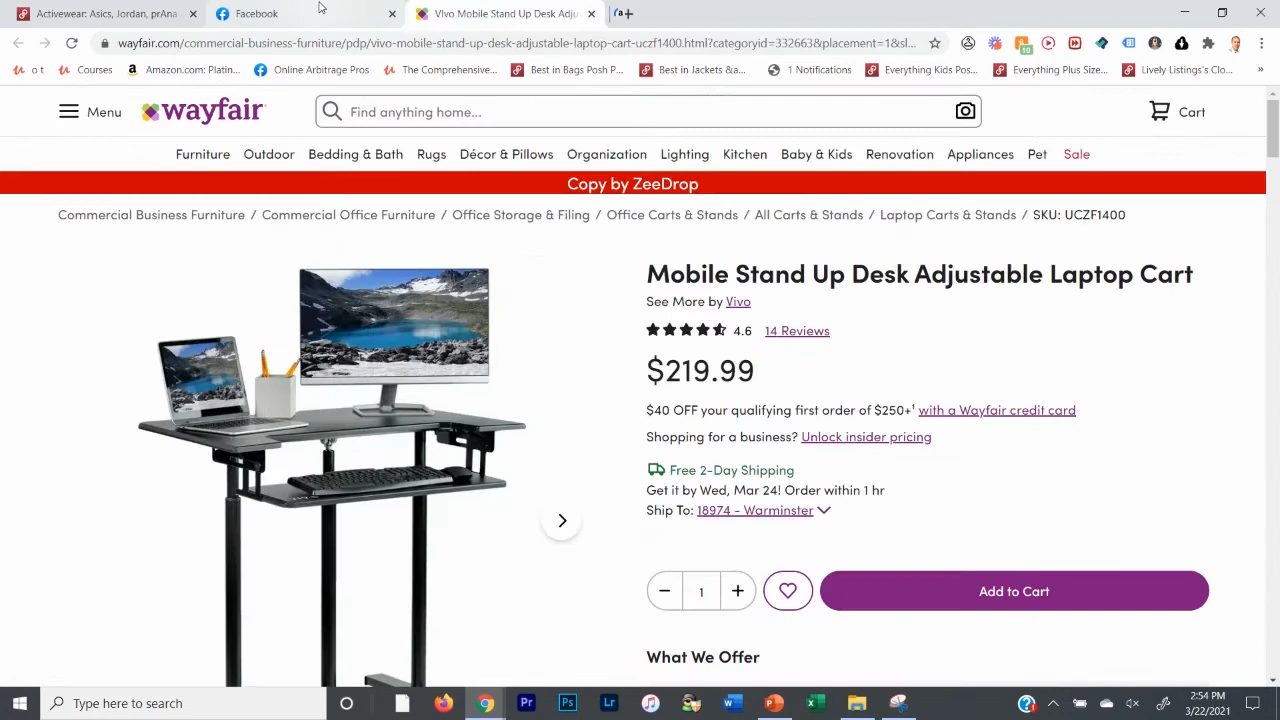 Activewear: Asics, Jordan, prAna
Facebook
Vivo Mobile Stand Up Desk Adju
wayfair.com/commercial-business-furniture/pdp/vivo-mobile-stand-up-desk-adjustable-laptop-cart-uczf1400.html?categoryid=332663&placement=1&sl...
10
o t
Courses
Amazon.com: Platin...
Online Arbitrage Pros
The Comprehensive...
Best in Bags Posh P...
Best in Jackets &a...
1 Notifications
Everything Kids Gs...
Everything Plus Size...
Lively Listings's Clo...
»
Menu
wayfair
Find anything home...
Cart
Furniture Outdoor Bedding & Bath Rugs Décor & Pillows Organization Lighting Kitchen Baby & Kids Renovation Appliances Pet Sale
Copy by ZeeDrop
Commercial Business Furniture / Commercial Office Furniture / Office Storage & Filing / Office Carts & Stands / All Carts & Stands / Laptop Carts & Stands / SKU: UCZF1400
Mobile Stand Up Desk Adjustable Laptop Cart
See More by Vivo
4.6 14 Reviews
$219.99
$40 OFF your qualifying first order of $250+¹ with a Wayfair credit card
Shopping for a business? Unlock insider pricing
Free 2-Day Shipping
Get it by Wed, Mar 24! Order within 1 hr
Ship To: 18974 - Warminster
1
Add to Cart
What We Offer
Type here to search
Pr
Ps
Lr
2:54 PM
3/22/2021